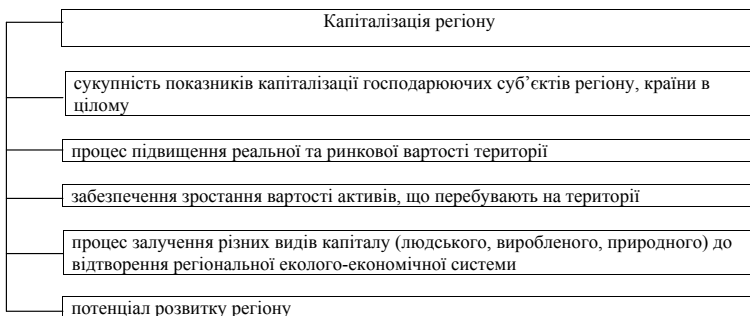 Капіталізація регіону
сукупність показників капіталізації господарюючих суб’єктів регіону, країни в
цілому
процес підвищення реальної та ринкової вартості території
забезпечення зростання вартості активів, що перебувають на території
процес залучення різних видів капіталу (людського, виробленого, природного) до
відтворення регіональної еколого-економічної системи
потенціал розвитку регіону